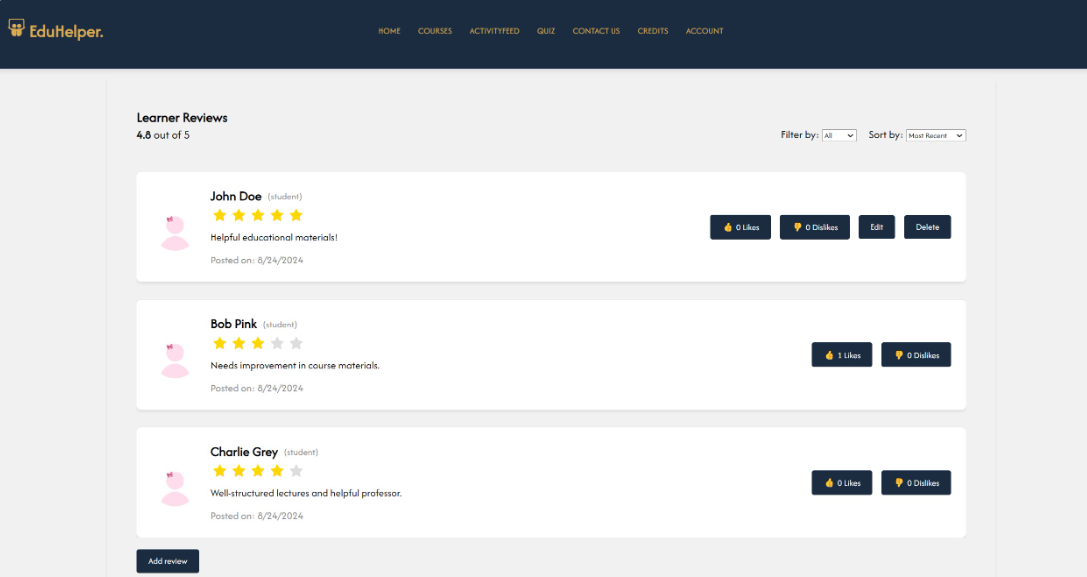 EduHelper.
HOME COURSES ACTIVITYFEED QUIZ CONTACT US CREDITS ACCOUNT
Learner Reviews
4.8 out of 5
Filter by: All Sort by: Most Recent
John Doe (student)
Helpful educational materials!
Posted on: 8/24/2024
👍 0 Likes 👎 0 Dislikes Edit Delete
Bob Pink (student)
Needs improvement in course materials.
Posted on: 8/24/2024
👍 1 Likes 👎 0 Dislikes
Charlie Grey (student)
Well-structured lectures and helpful professor.
Posted on: 8/24/2024
👍 0 Likes 👎 0 Dislikes
Add review